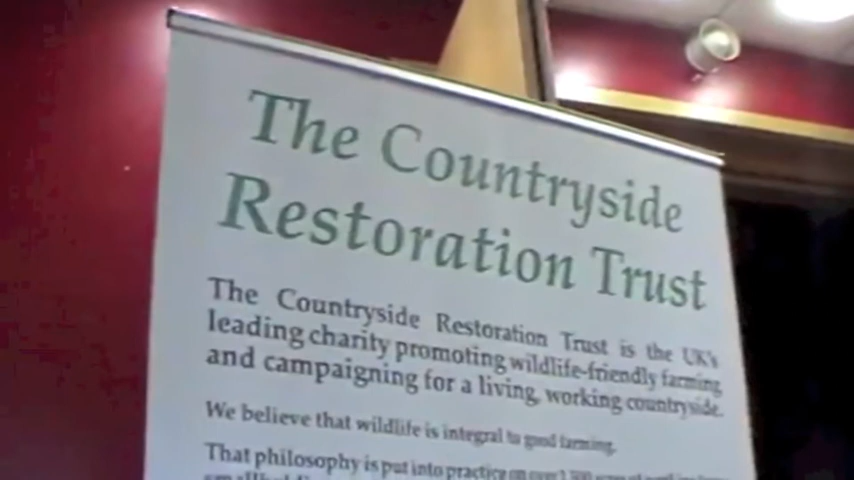 The Countryside
Restoration Trust
The Countryside Restoration Trust is the UK's
leading charity promoting wildlife-friendly farming
and campaigning for a living, working countryside.
We believe that wildlife is integral to good farming.
That philosophy is put into practice on over